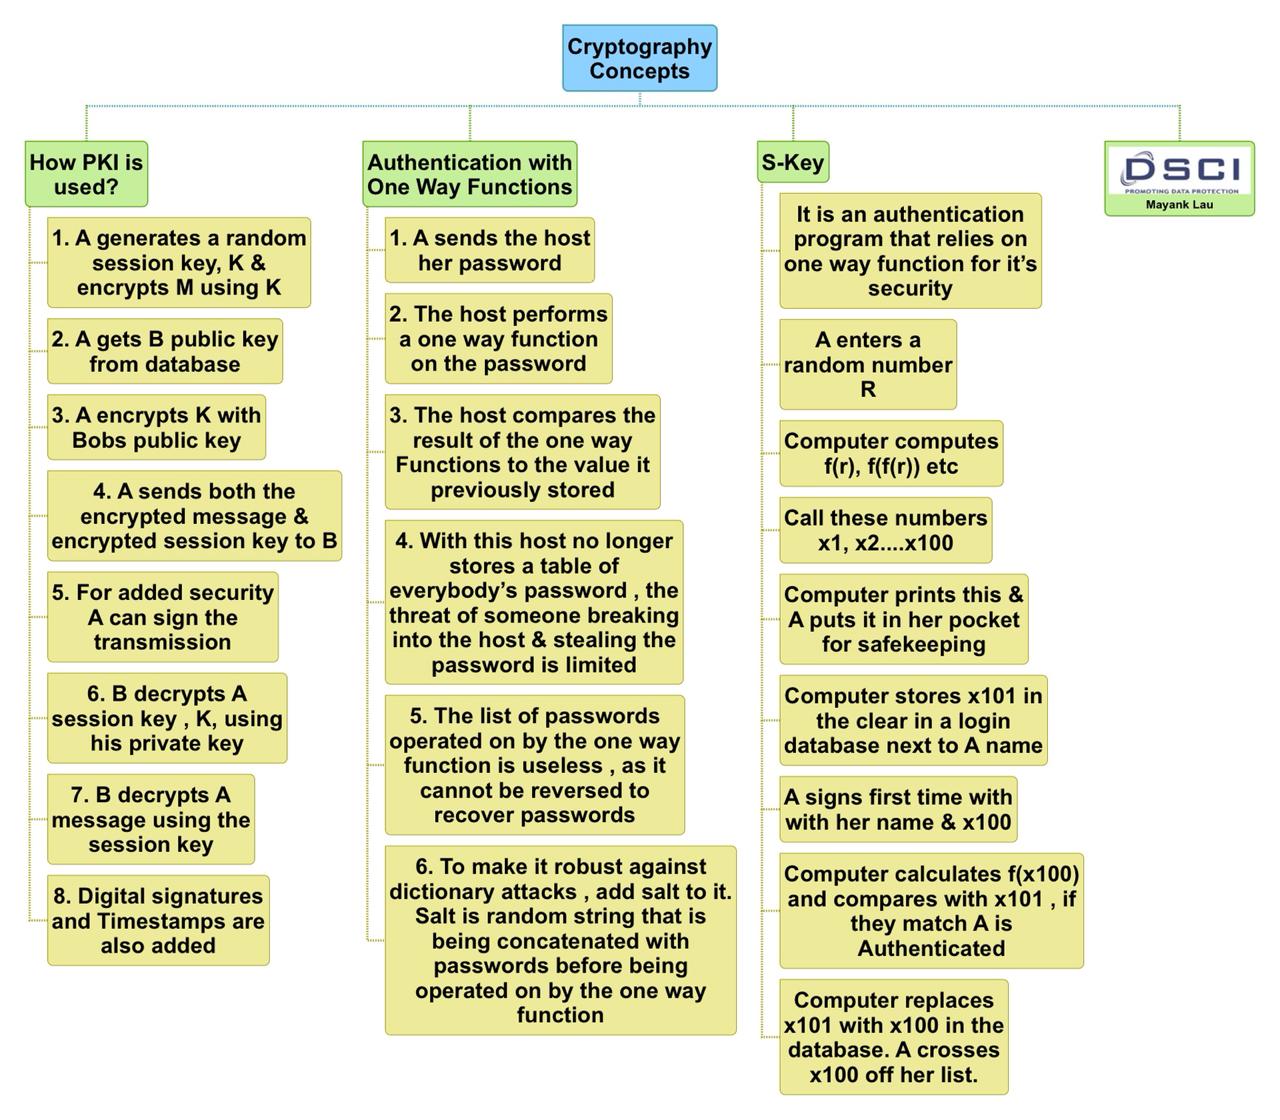 Cryptography
Concepts
How PKI is
used?
1. A generates a random
session key, K &
encrypts M using K
2. A gets B public key
from database
3. A encrypts K with
Bobs public key
4. A sends both the
encrypted message &
encrypted session key to B
5. For added security
A can sign the
transmission
6. B decrypts A
session key , K, using
his private key
7. B decrypts A
message using the
session key
8. Digital signatures
and Timestamps are
also added
Authentication with
One Way Functions
1. A sends the host
her password
2. The host performs
a one way function
on the password
3. The host compares the
result of the one way
Functions to the value it
previously stored
4. With this host no longer
stores a table of
everybody's password , the
threat of someone breaking
into the host & stealing the
password is limited
5. The list of passwords
operated on by the one way
function is useless , as it
cannot be reversed to
recover passwords
6. To make it robust against
dictionary attacks , add salt to it.
Salt is random string that is
being concatenated with
passwords before being
operated on by the one way
function
S-Key
It is an authentication
program that relies on
one way function for it's
security
A enters a
random number
R
Computer computes
f(r), f(f(r)) etc
Call these numbers
x1, x2....x100
Computer prints this &
A puts it in her pocket
for safekeeping
Computer stores x101 in
the clear in a login
database next to A name
A signs first time with
with her name & x100
Computer calculates f(x100)
and compares with x101 , if
they match A is
Authenticated
Computer replaces
x101 with x100 in the
database. A crosses
x100 off her list.
DSCI
PROMOTING DATA PROTECTION
Mayank Lau